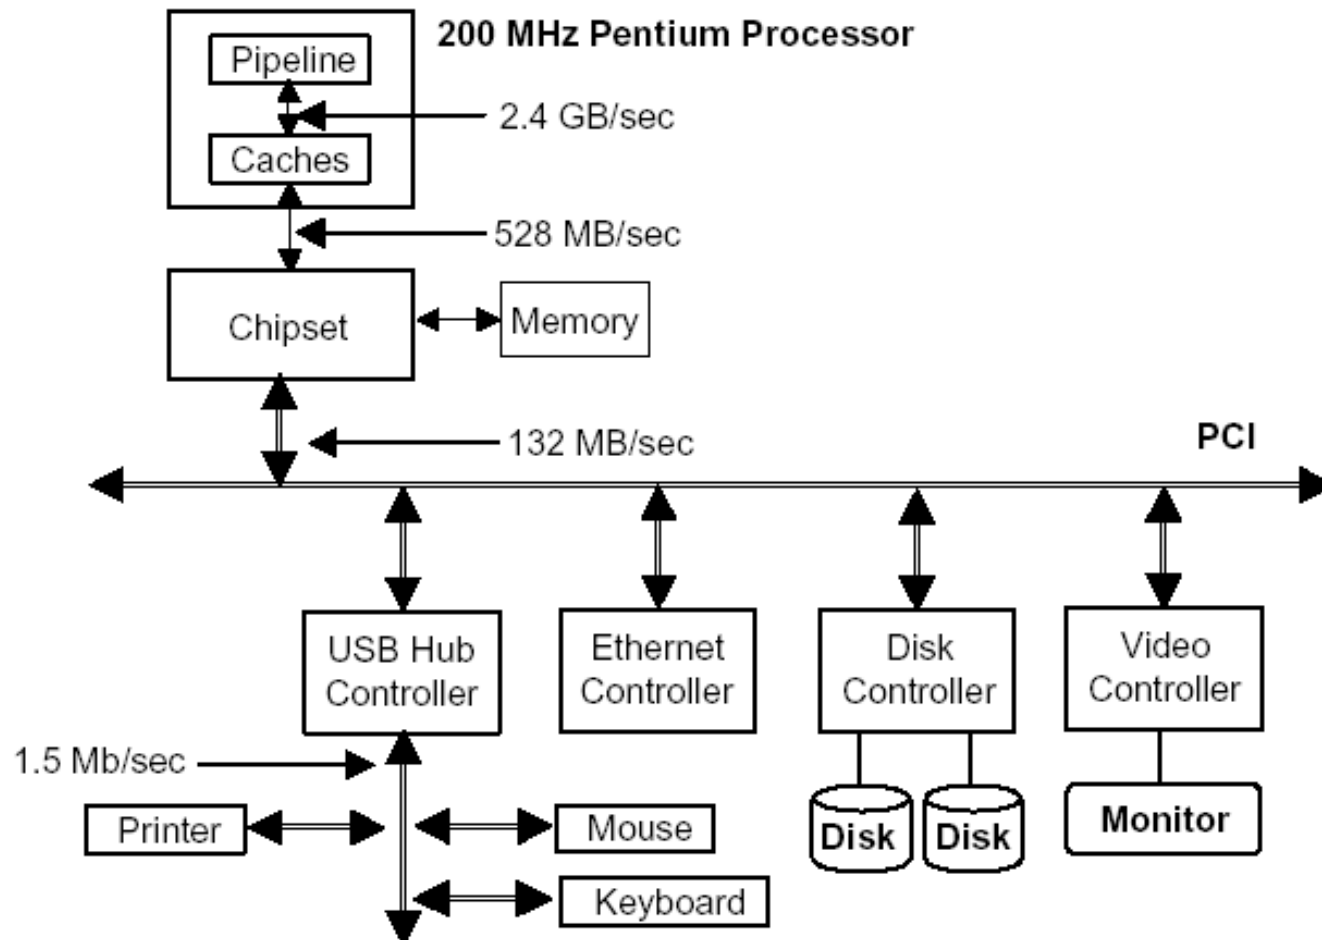 200 MHz Pentium Processor
Pipeline
2.4 GB/sec
Caches
528 MB/sec
Chipset
Memory
132 MB/sec
PCI
USB Hub
Controller
Ethernet
Controller
Disk
Controller
Video
Controller
1.5 Mb/sec
Printer
Mouse
Disk
Disk
Monitor
Keyboard